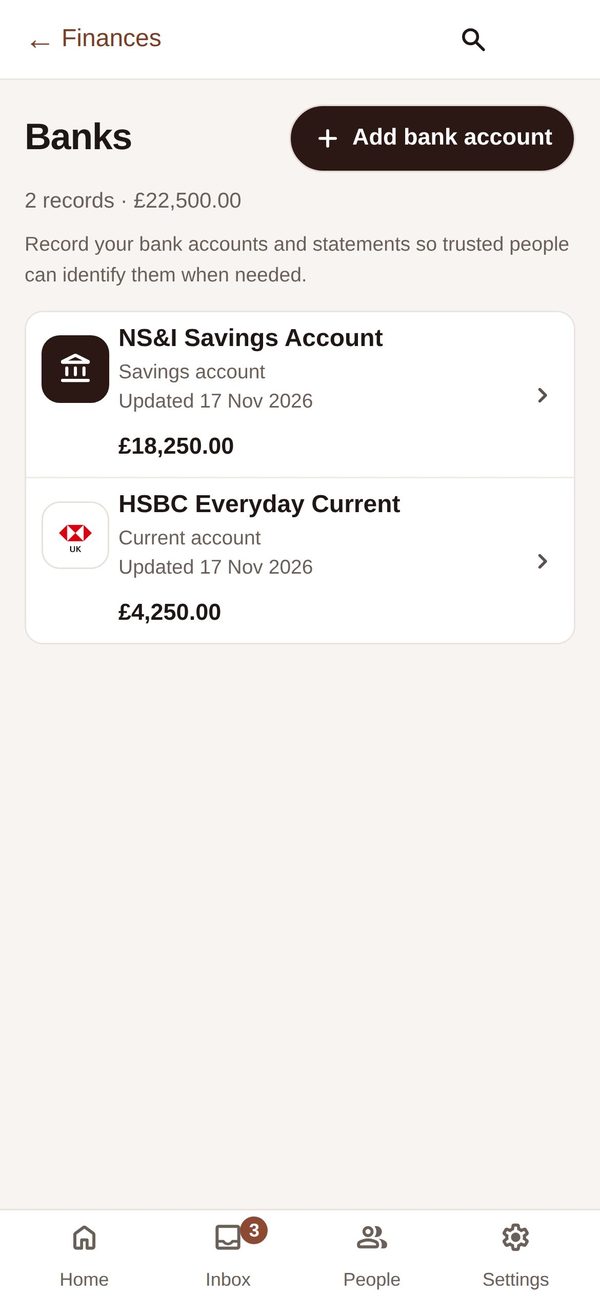 ← Finances
Banks
+ Add bank account
2 records · £22,500.00
Record your bank accounts and statements so trusted people
can identify them when needed.
NS&I Savings Account
Savings account
Updated 17 Nov 2026
£18,250.00
HSBC Everyday Current
UK
Current account
Updated 17 Nov 2026
£4,250.00
3
Home
Inbox
People
Settings